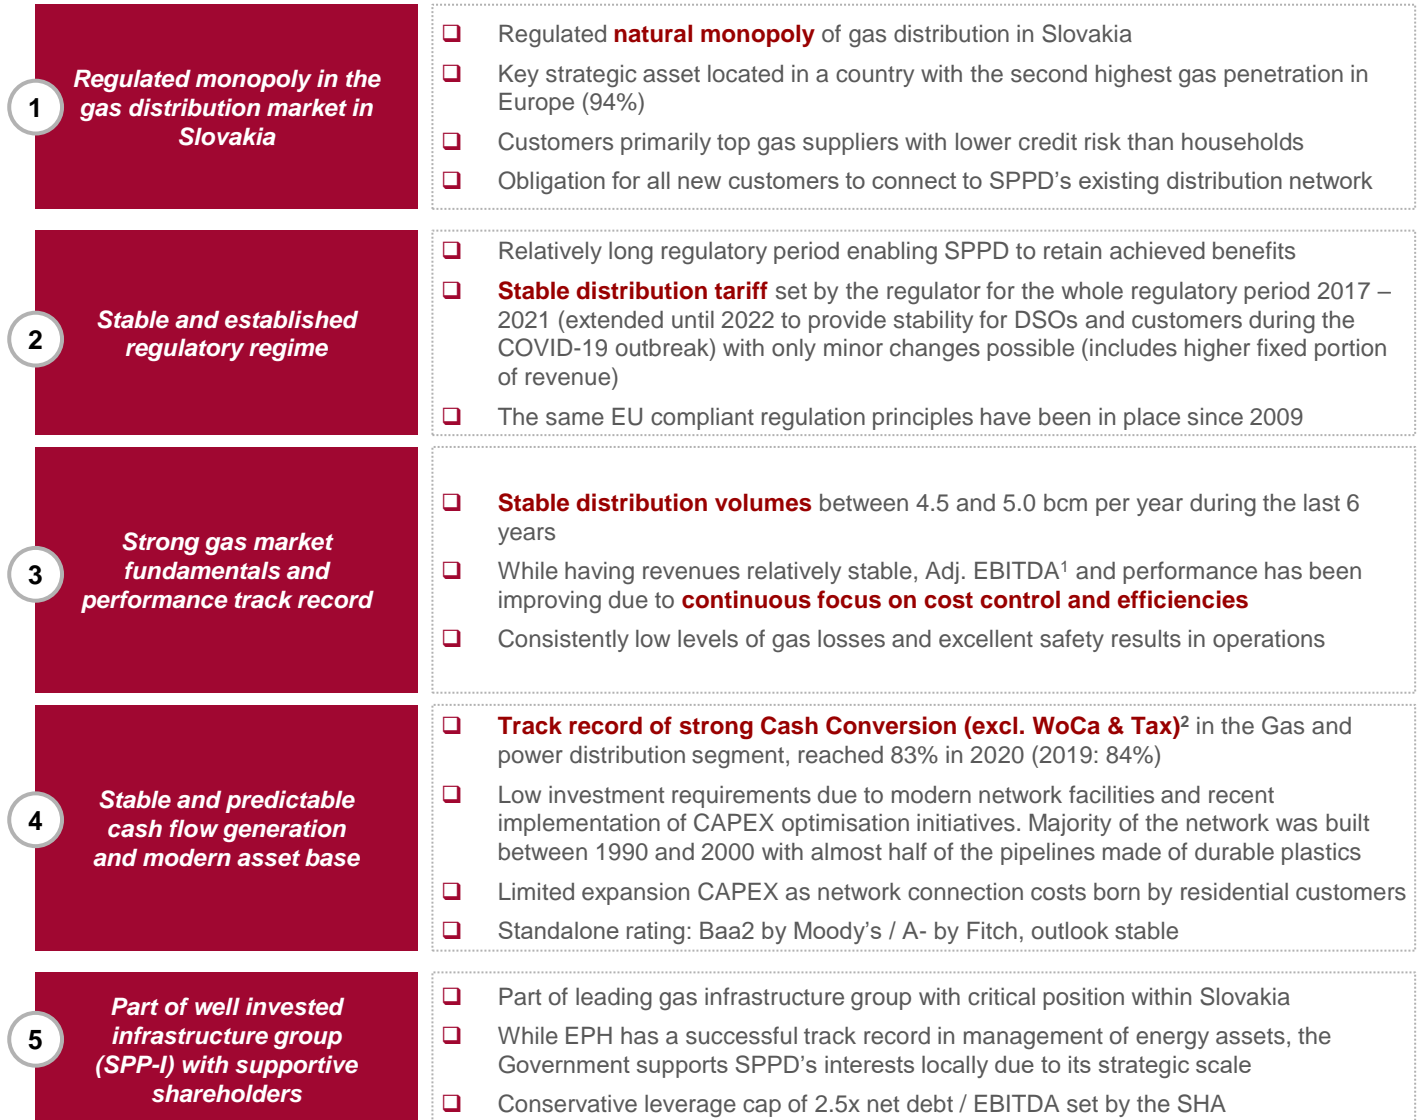 1
Regulated monopoly in the
gas distribution market in
Slovakia
❑ Regulated natural monopoly of gas distribution in Slovakia
❑ Key strategic asset located in a country with the second highest gas penetration in
Europe (94%)
❑ Customers primarily top gas suppliers with lower credit risk than households
❑ Obligation for all new customers to connect to SPPD's existing distribution network
2
Stable and established
regulatory regime
❑ Relatively long regulatory period enabling SPPD to retain achieved benefits
❑ Stable distribution tariff set by the regulator for the whole regulatory period 2017 –
2021 (extended until 2022 to provide stability for DSOs and customers during the
COVID-19 outbreak) with only minor changes possible (includes higher fixed portion
of revenue)
❑ The same EU compliant regulation principles have been in place since 2009
3
Strong gas market
fundamentals and
performance track record
❑ Stable distribution volumes between 4.5 and 5.0 bcm per year during the last 6
years
❑ While having revenues relatively stable, Adj. EBITDA¹ and performance has been
improving due to continuous focus on cost control and efficiencies
❑ Consistently low levels of gas losses and excellent safety results in operations
4
Stable and predictable
cash flow generation
and modern asset base
❑ Track record of strong Cash Conversion (excl. WoCa & Tax)² in the Gas and
power distribution segment, reached 83% in 2020 (2019: 84%)
❑ Low investment requirements due to modern network facilities and recent
implementation of CAPEX optimisation initiatives. Majority of the network was built
between 1990 and 2000 with almost half of the pipelines made of durable plastics
❑ Limited expansion CAPEX as network connection costs born by residential customers
❑ Standalone rating: Baa2 by Moody's / A- by Fitch, outlook stable
5
Part of well invested
infrastructure group
(SPP-I) with supportive
shareholders
❑ Part of leading gas infrastructure group with critical position within Slovakia
❑ While EPH has a successful track record in management of energy assets, the
Government supports SPPD's interests locally due to its strategic scale
❑ Conservative leverage cap of 2.5x net debt / EBITDA set by the SHA